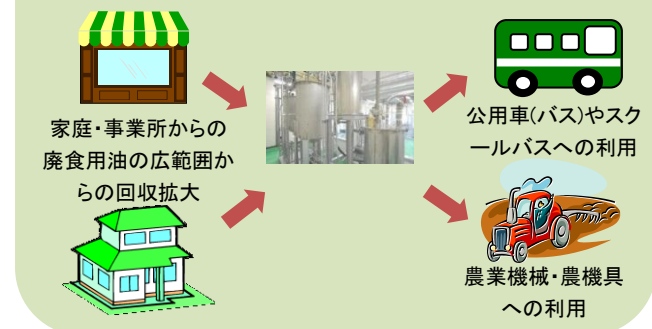 家庭・事業所からの
廃食用油の広範囲か
らの回収拡大
公用車(バス)やスク
ールバスへの利用
農業機械・農機具
への利用